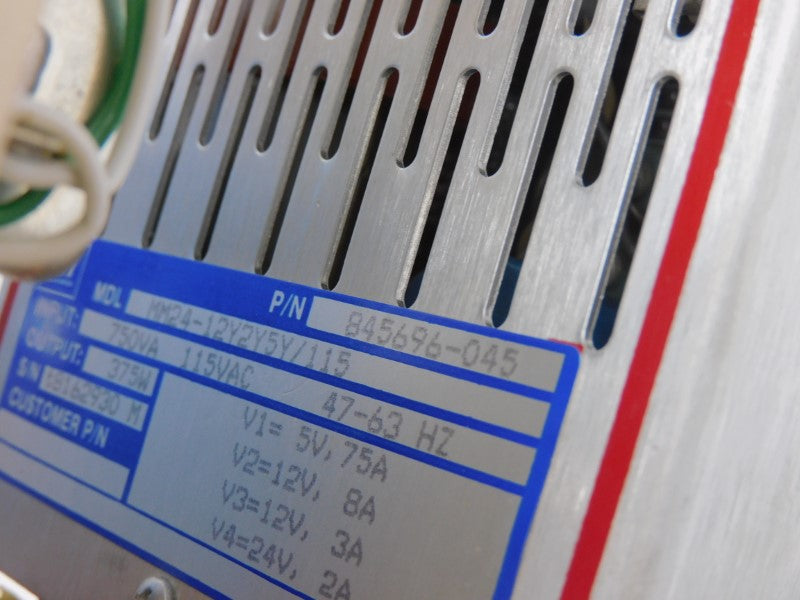 MDL MM24-12Y2Y5Y/115 P/N 845696-045
INPUT: 750VA 115VAC 47-63 HZ
OUTPUT: 375W
S/N
CUSTOMER P/N
V1= 5V, 75A
V2=12V, 8A
V3=12V, 3A
V4=24V, 2A